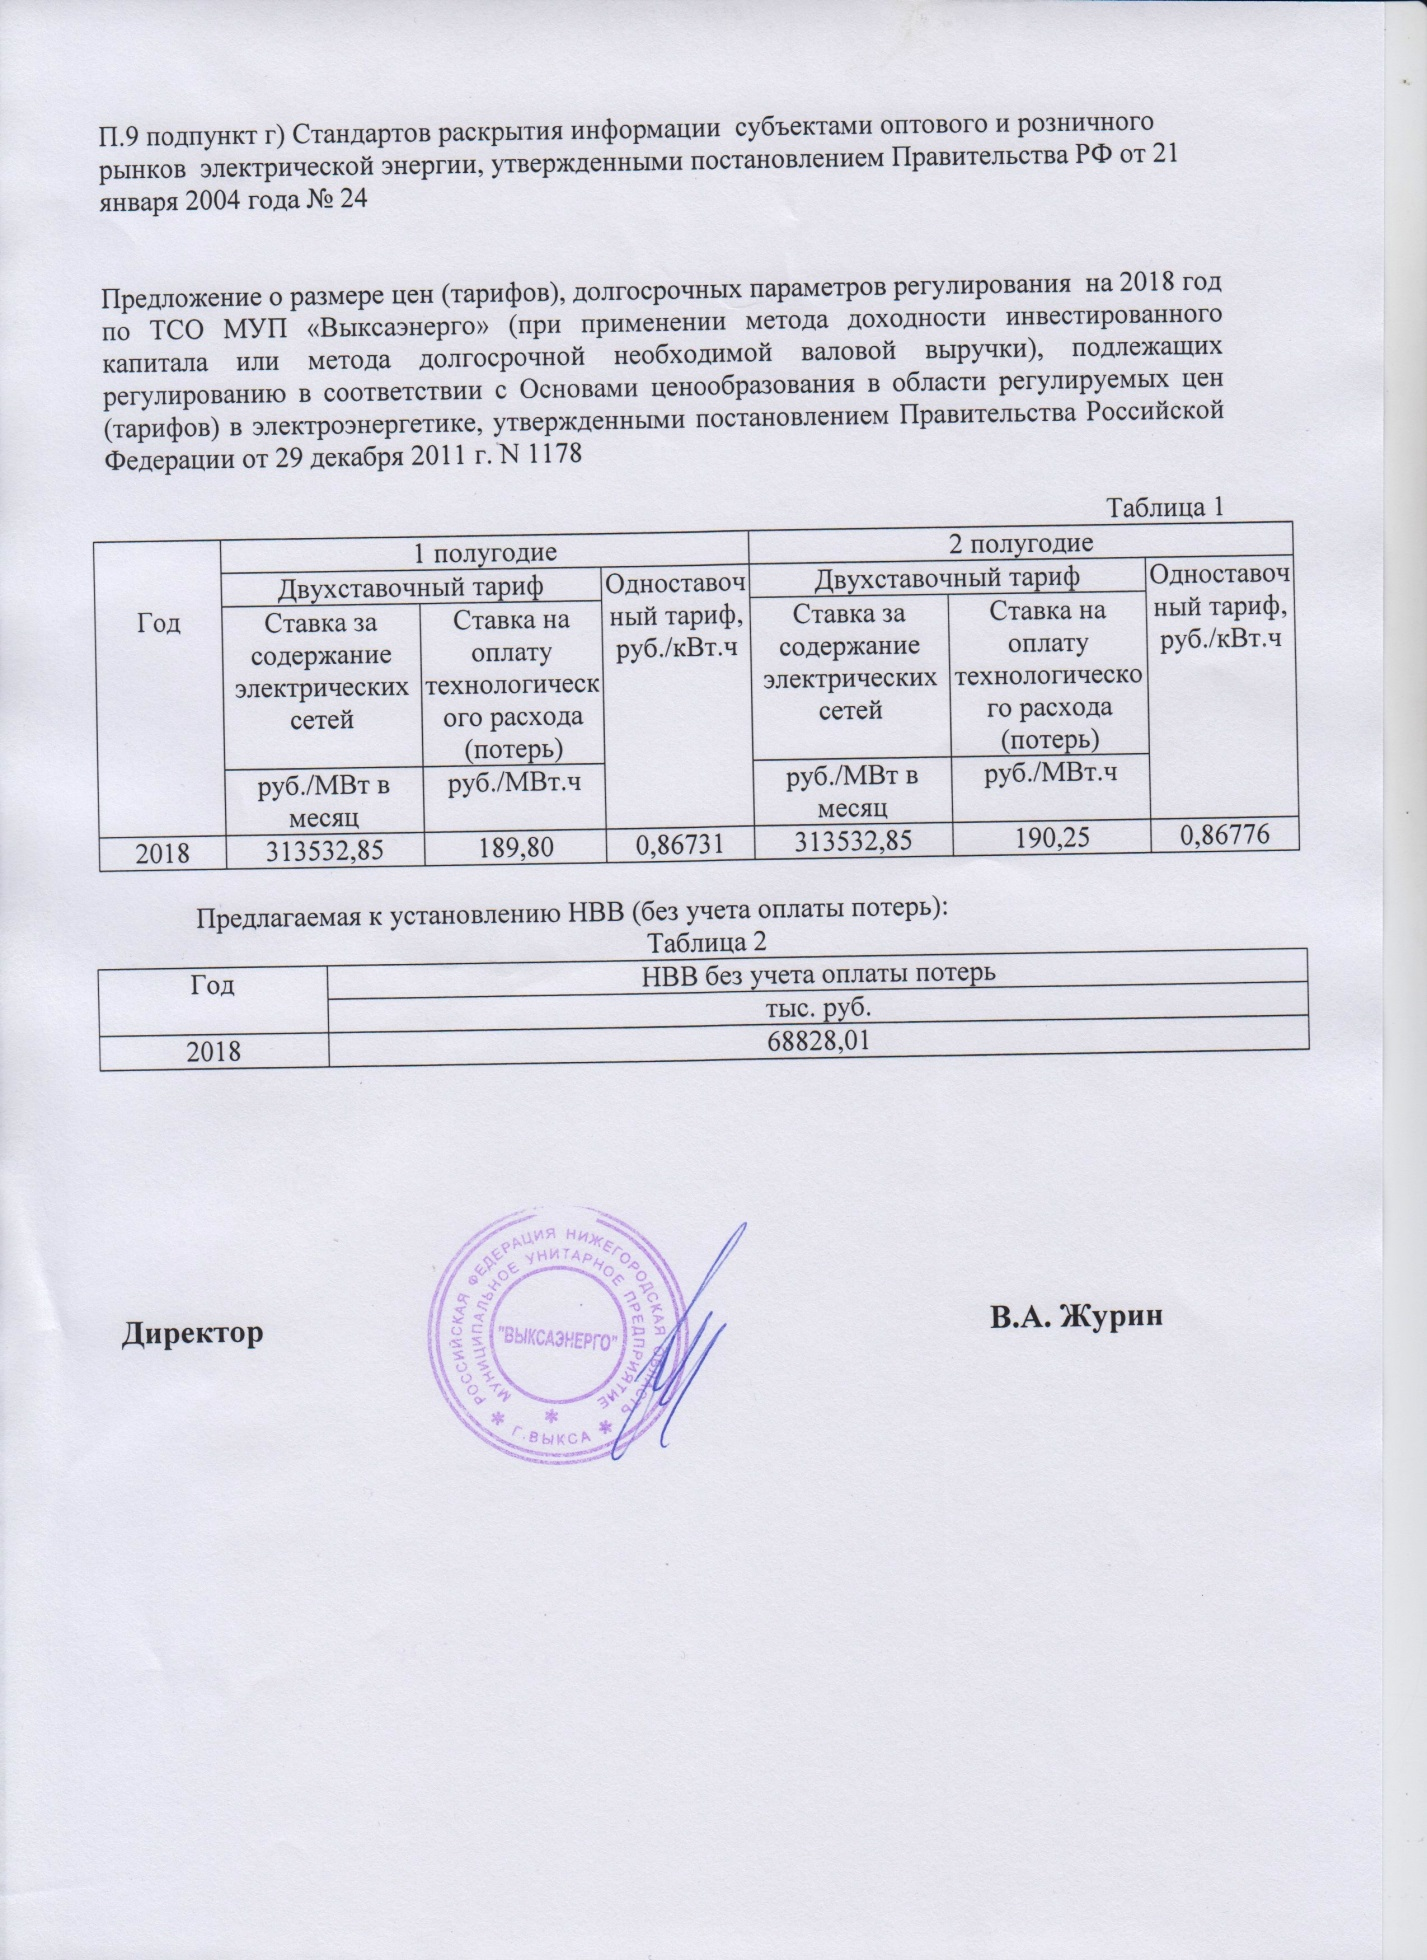 П.9 подпункт г) Стандартов раскрытия информации  субъектами оптового и розничного
рынков  электрической энергии, утвержденными постановлением Правительства РФ от 21
января 2004 года № 24
Предложение о размере цен (тарифов), долгосрочных параметров регулирования  на 2018 год
по ТСО МУП «Выксаэнерго» (при применении метода доходности инвестированного
капитала или метода долгосрочной необходимой валовой выручки), подлежащих
регулированию в соответствии с Основами ценообразования в области регулируемых цен
(тарифов) в электроэнергетике, утвержденными постановлением Правительства Российской
Федерации от 29 декабря 2011 г. N 1178
Таблица 1
Год
1 полугодие
2 полугодие
Двухставочный тариф
Одноставоч
ный тариф,
руб./кВт.ч
Двухставочный тариф
Одноставоч
ный тариф,
руб./кВт.ч
Ставка за
содержание
электрических
сетей
Ставка на
оплату
технологическ
ого расхода
(потерь)
Ставка за
содержание
электрических
сетей
Ставка на
оплату
технологическо
го расхода
(потерь)
руб./МВт в
месяц
руб./МВт.ч
руб./МВт в
месяц
руб./МВт.ч
2018 313532,85 189,80 0,86731 313532,85 190,25 0,86776
Предлагаемая к установлению НВВ (без учета оплаты потерь):
Таблица 2
Год
НВВ без учета оплаты потерь
тыс. руб.
2018 68828,01
Директор
В.А. Журин
РОССИЙСКАЯ ФЕДЕРАЦИЯ НИЖЕГОРОДСКАЯ ОБЛАСТЬ
МУНИЦИПАЛЬНОЕ УНИТАРНОЕ ПРЕДПРИЯТИЕ
"ВЫКСАЭНЕРГО"
Г.ВЫКСА